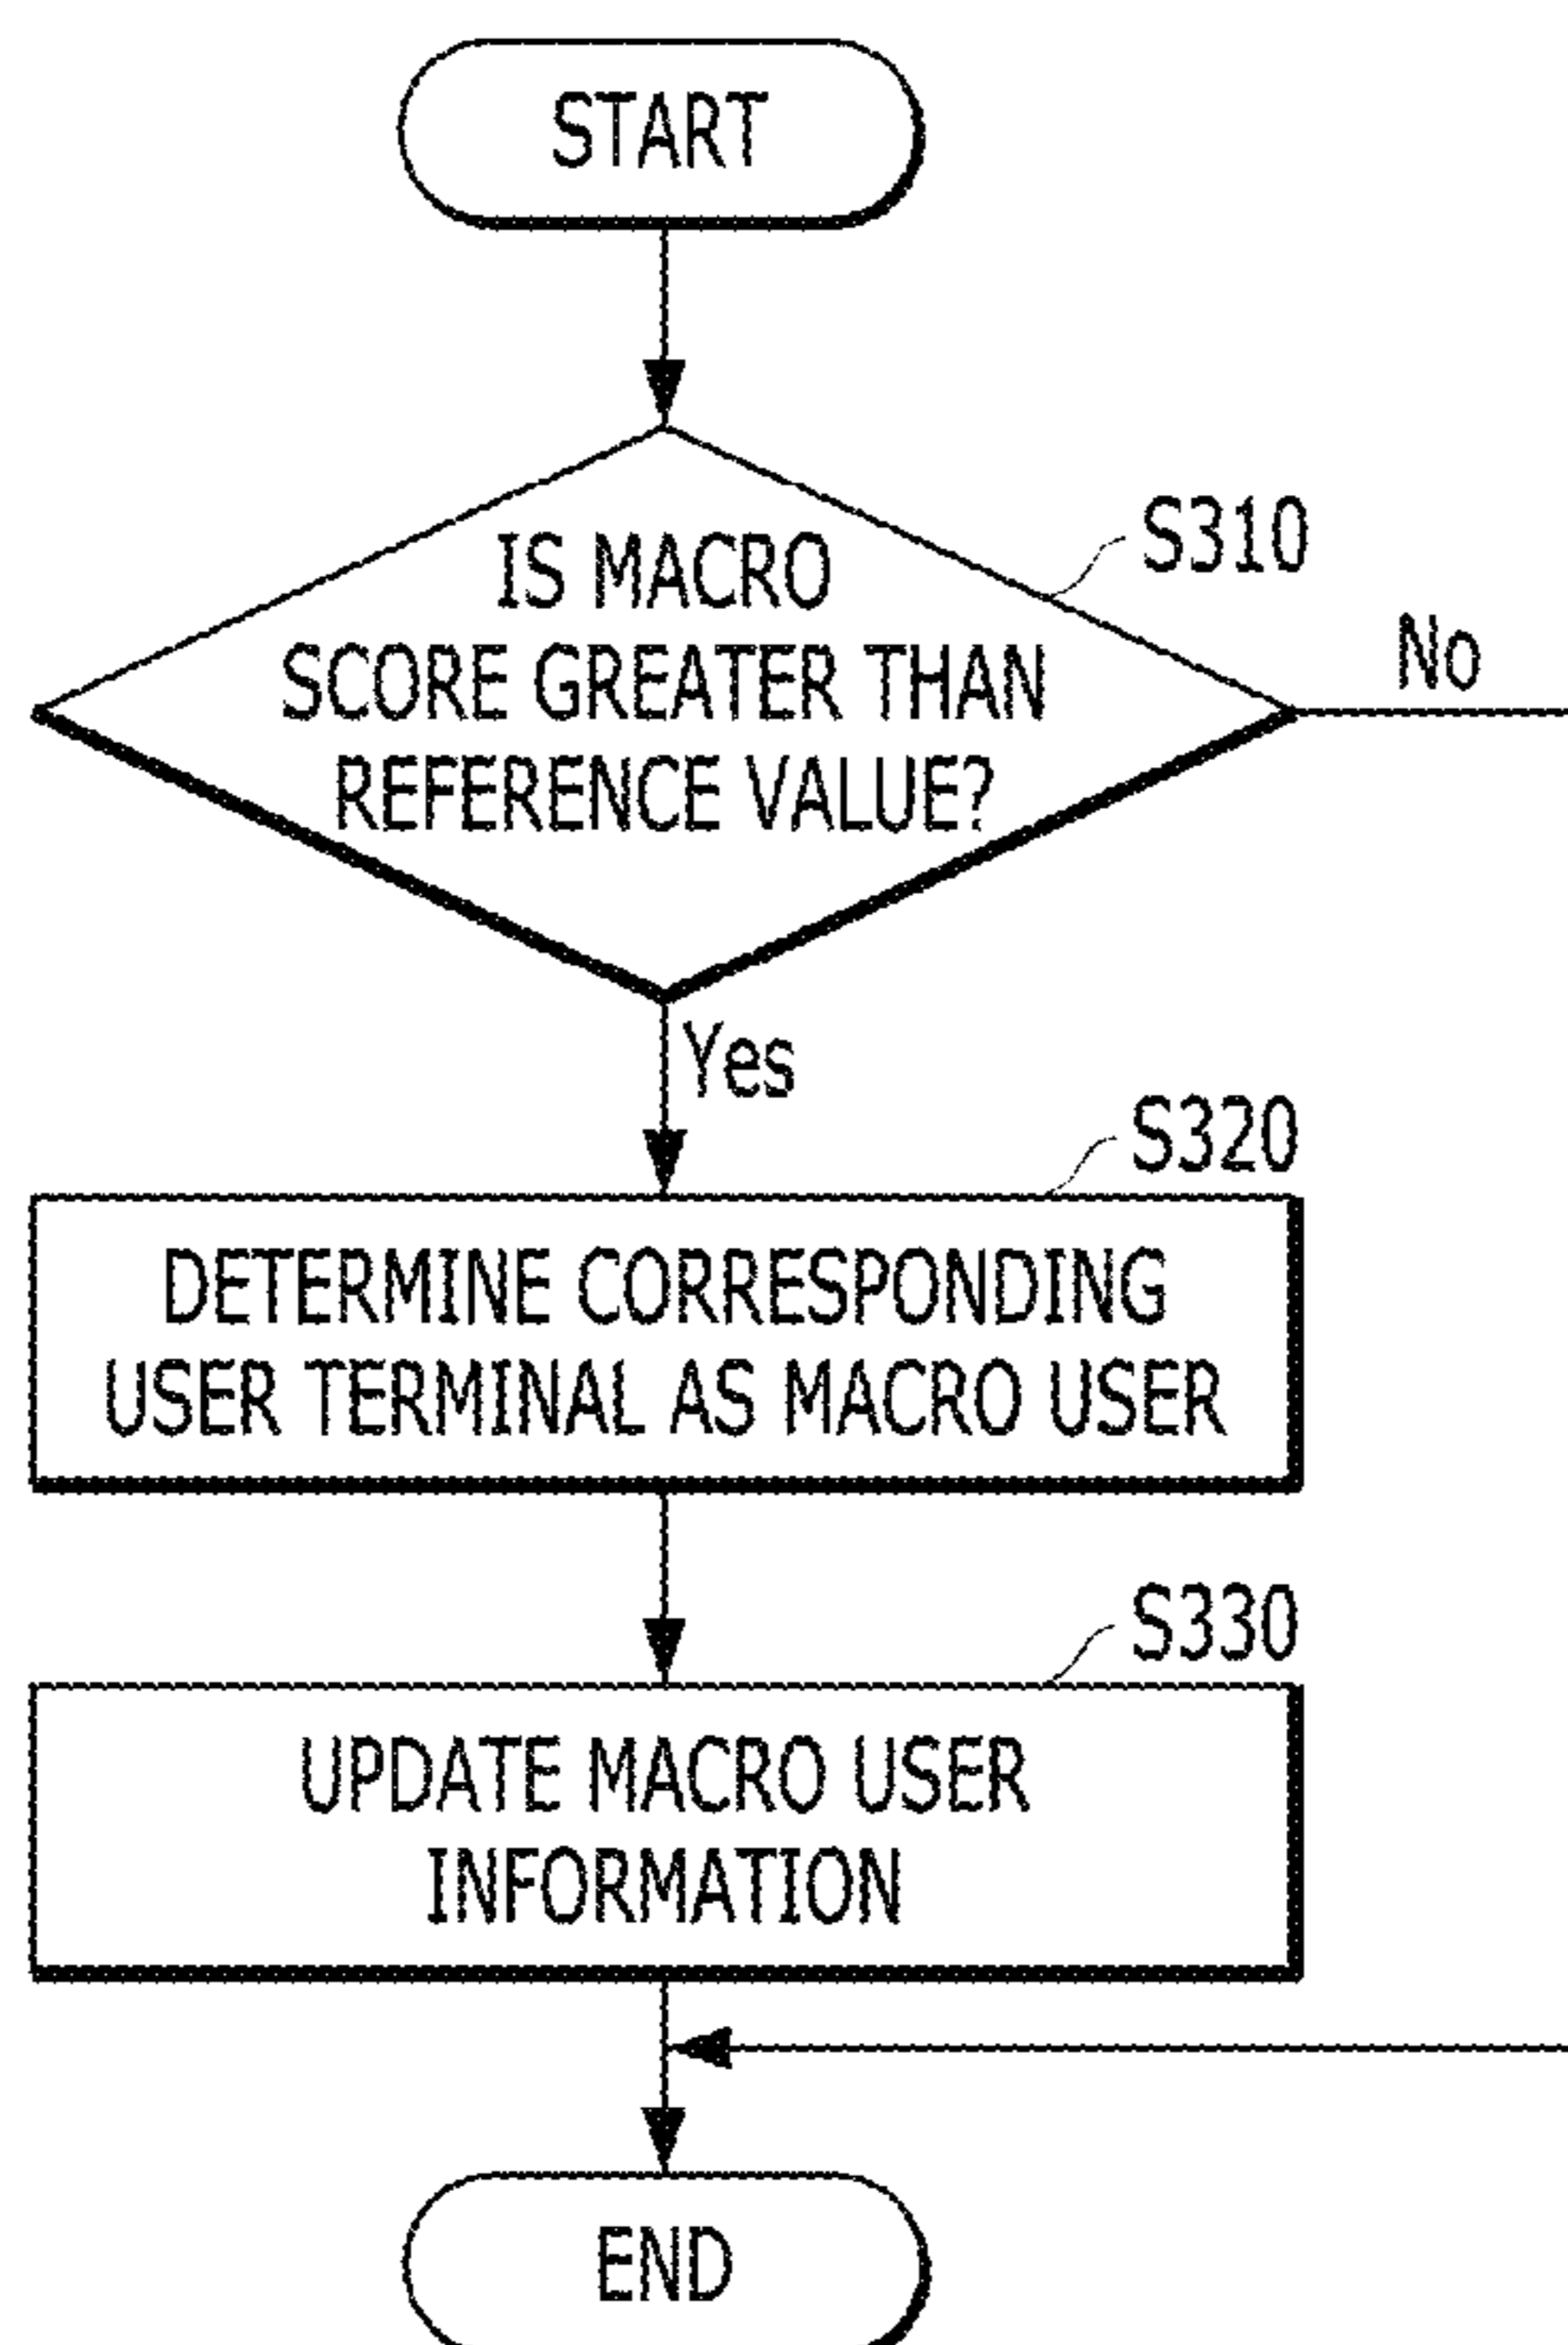 START
IS MACRO
SCORE GREATER THAN
REFERENCE VALUE?
S310
No
Yes
S320
DETERMINE CORRESPONDING
USER TERMINAL AS MACRO USER
S330
UPDATE MACRO USER
INFORMATION
END